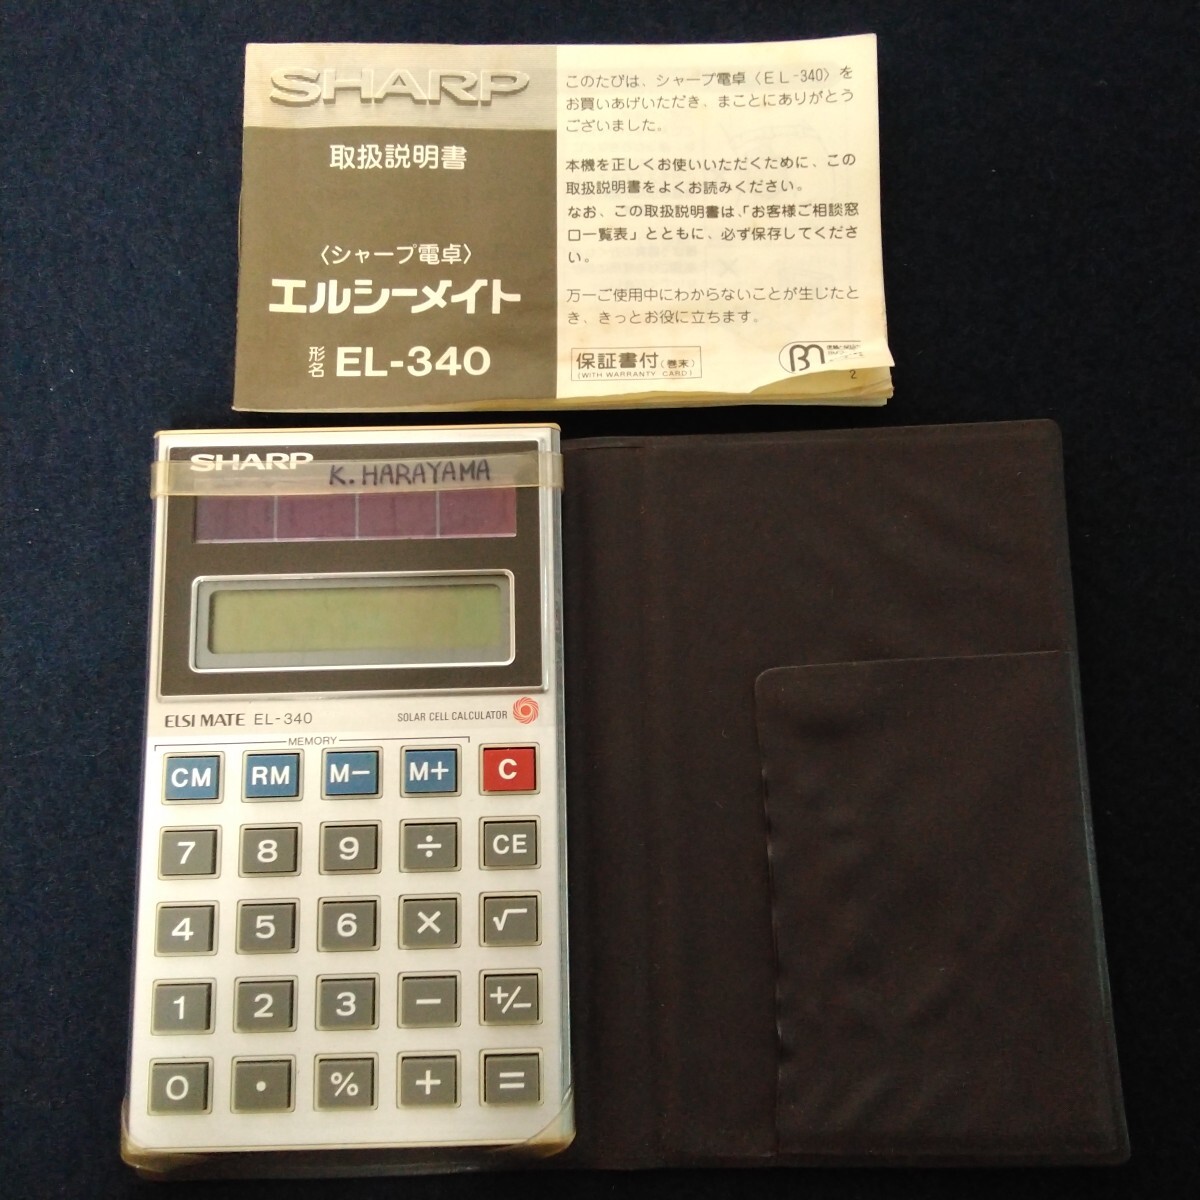 SHARP
取扱説明書
〈シャープ電卓〉
エルシーメイト
形名 EL-340
このたびは、シャープ電卓〈EL-340〉を
お買いあげいただき、まことにありがとう
ございました。
本機を正しくお使いいただくために、この
取扱説明書をよくお読みください。
なお、この取扱説明書は、「お客様ご相談窓
口一覧表」とともに、必ず保存してくださ
い。
万一ご使用中にわからないことが生じたと
き、きっとお役に立ちます。
保証書付(巻末)
(WITH WARRANTY CARD)
2
SHARP
K. HARAYAMA
ELSI MATE EL-340
SOLAR CELL CALCULATOR
MEMORY
CM RM M− M+ C
7 8 9 ÷ CE
4 5 6 × √
1 2 3 − +/−
0 • % + =